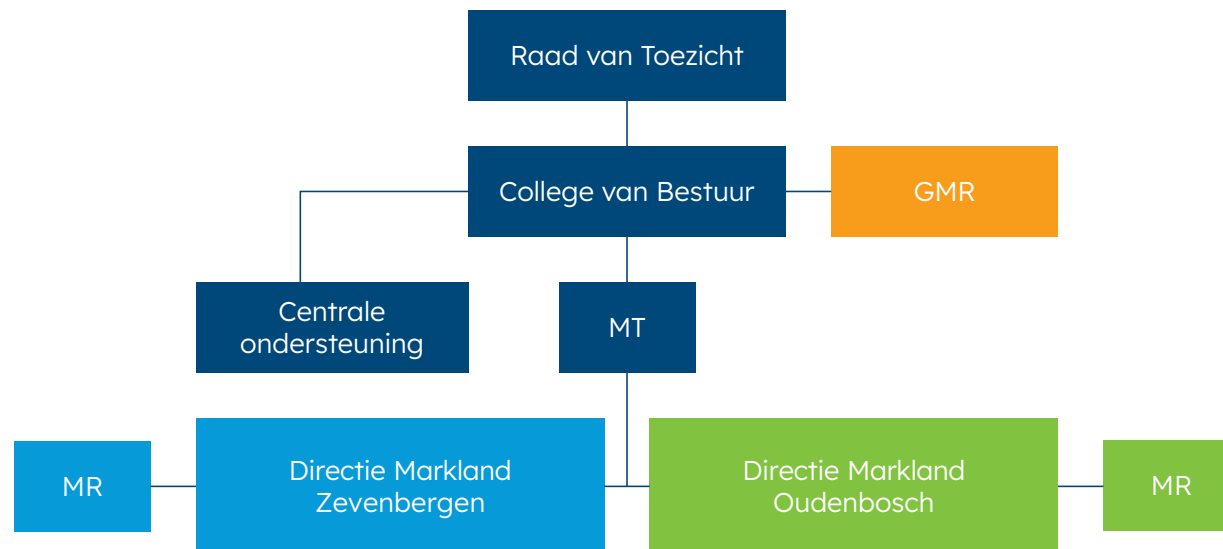 Raad van Toezicht
College van Bestuur
GMR
Centrale
ondersteuning
MT
MR
Directie Markland
Zevenbergen
Directie Markland
Oudenbosch
MR